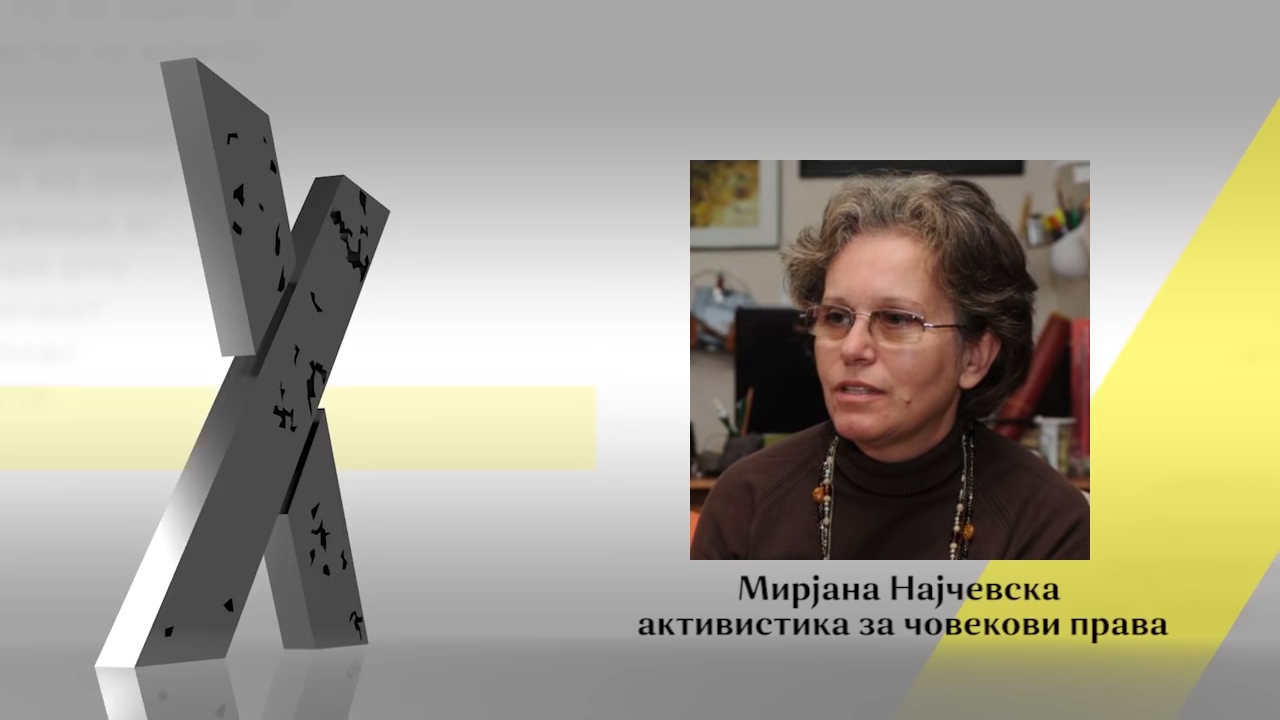 Мирјана Најчевска
активистика за човекови права